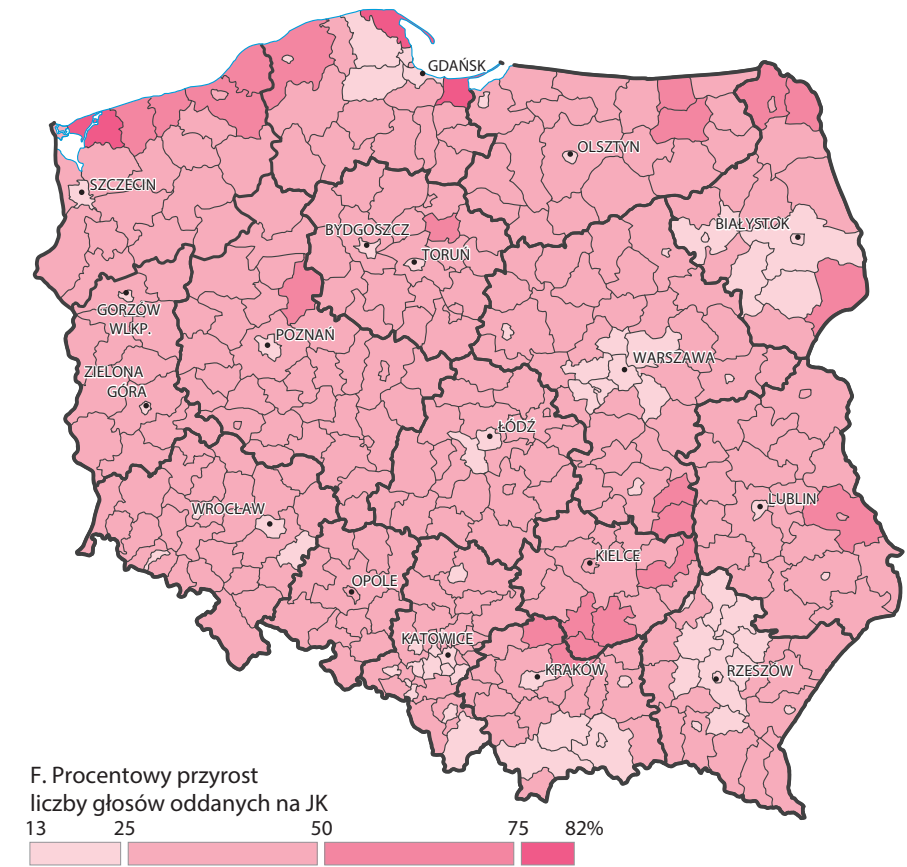 GDAŃSK
OLSZTYN
SZCZECIN
BIAŁYSTOK
BYDGOSZCZ
TORUŃ
GORZÓW
WLKP.
POZNAŃ
WARSZAWA
ZIELONA
GÓRA
ŁÓDŹ
WROCŁAW
LUBLIN
KIELCE
OPOLE
KATOWICE
KRAKÓW
RZESZÓW
F. Procentowy przyrost
liczby głosów oddanych na JK
13 25 50 75 82%